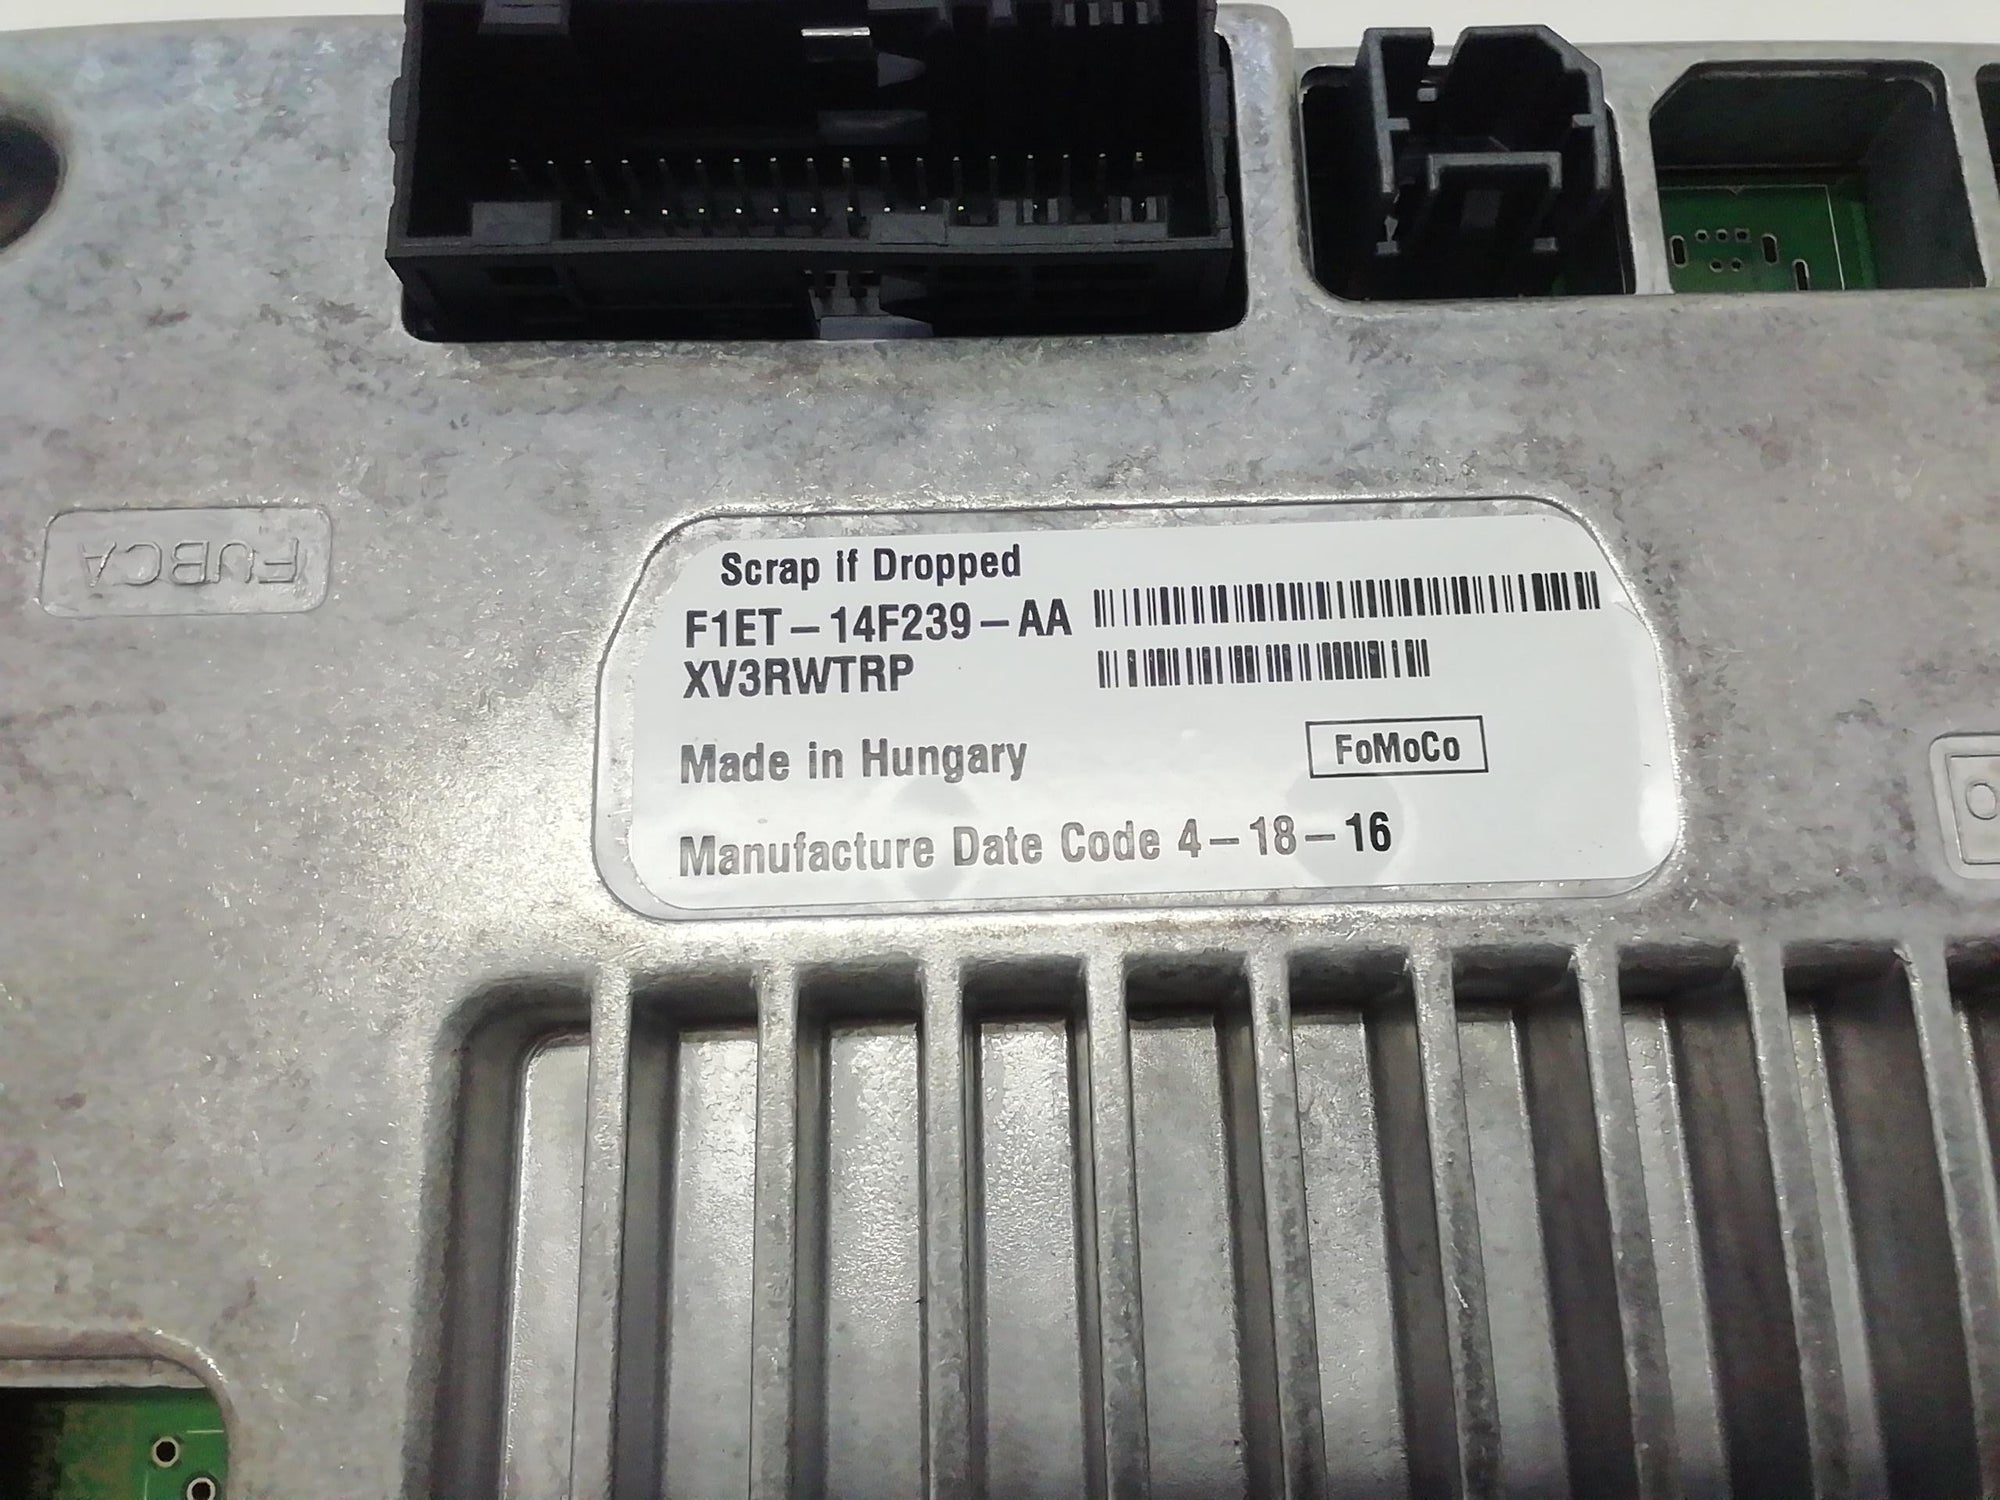 FUBCA
Scrap if Dropped
F1ET-14F239-AA
XV3RWTRP
Made in Hungary
FoMoCo
Manufacture Date Code 4-18-16